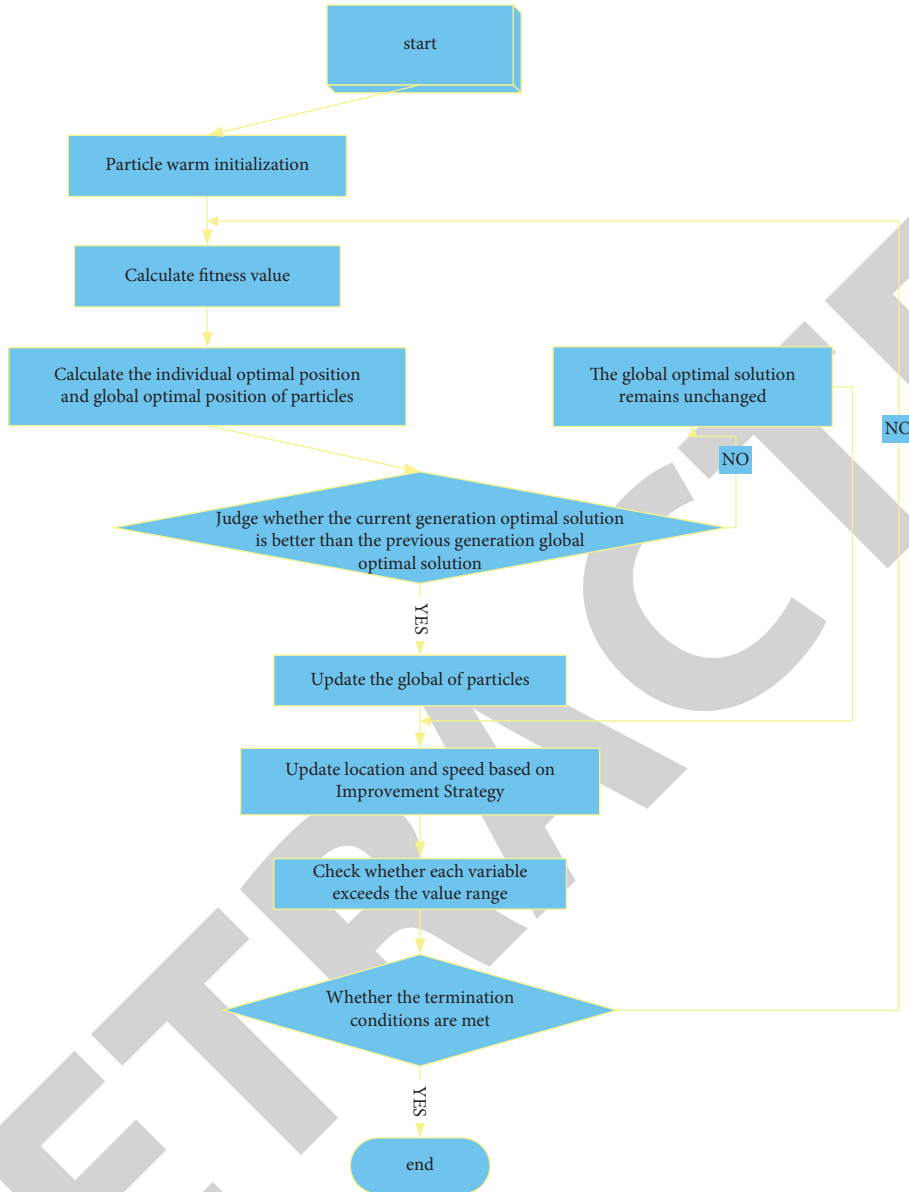 start
Particle warm initialization
Calculate fitness value
Calculate the individual optimal position
and global optimal position of particles
The global optimal solution
remains unchanged
NO
NO
Judge whether the current generation optimal solution
is better than the previous generation global
optimal solution
YES
Update the global of particles
Update location and speed based on
Improvement Strategy
Check whether each variable
exceeds the value range
Whether the termination
conditions are met
YES
end
ETRACTE